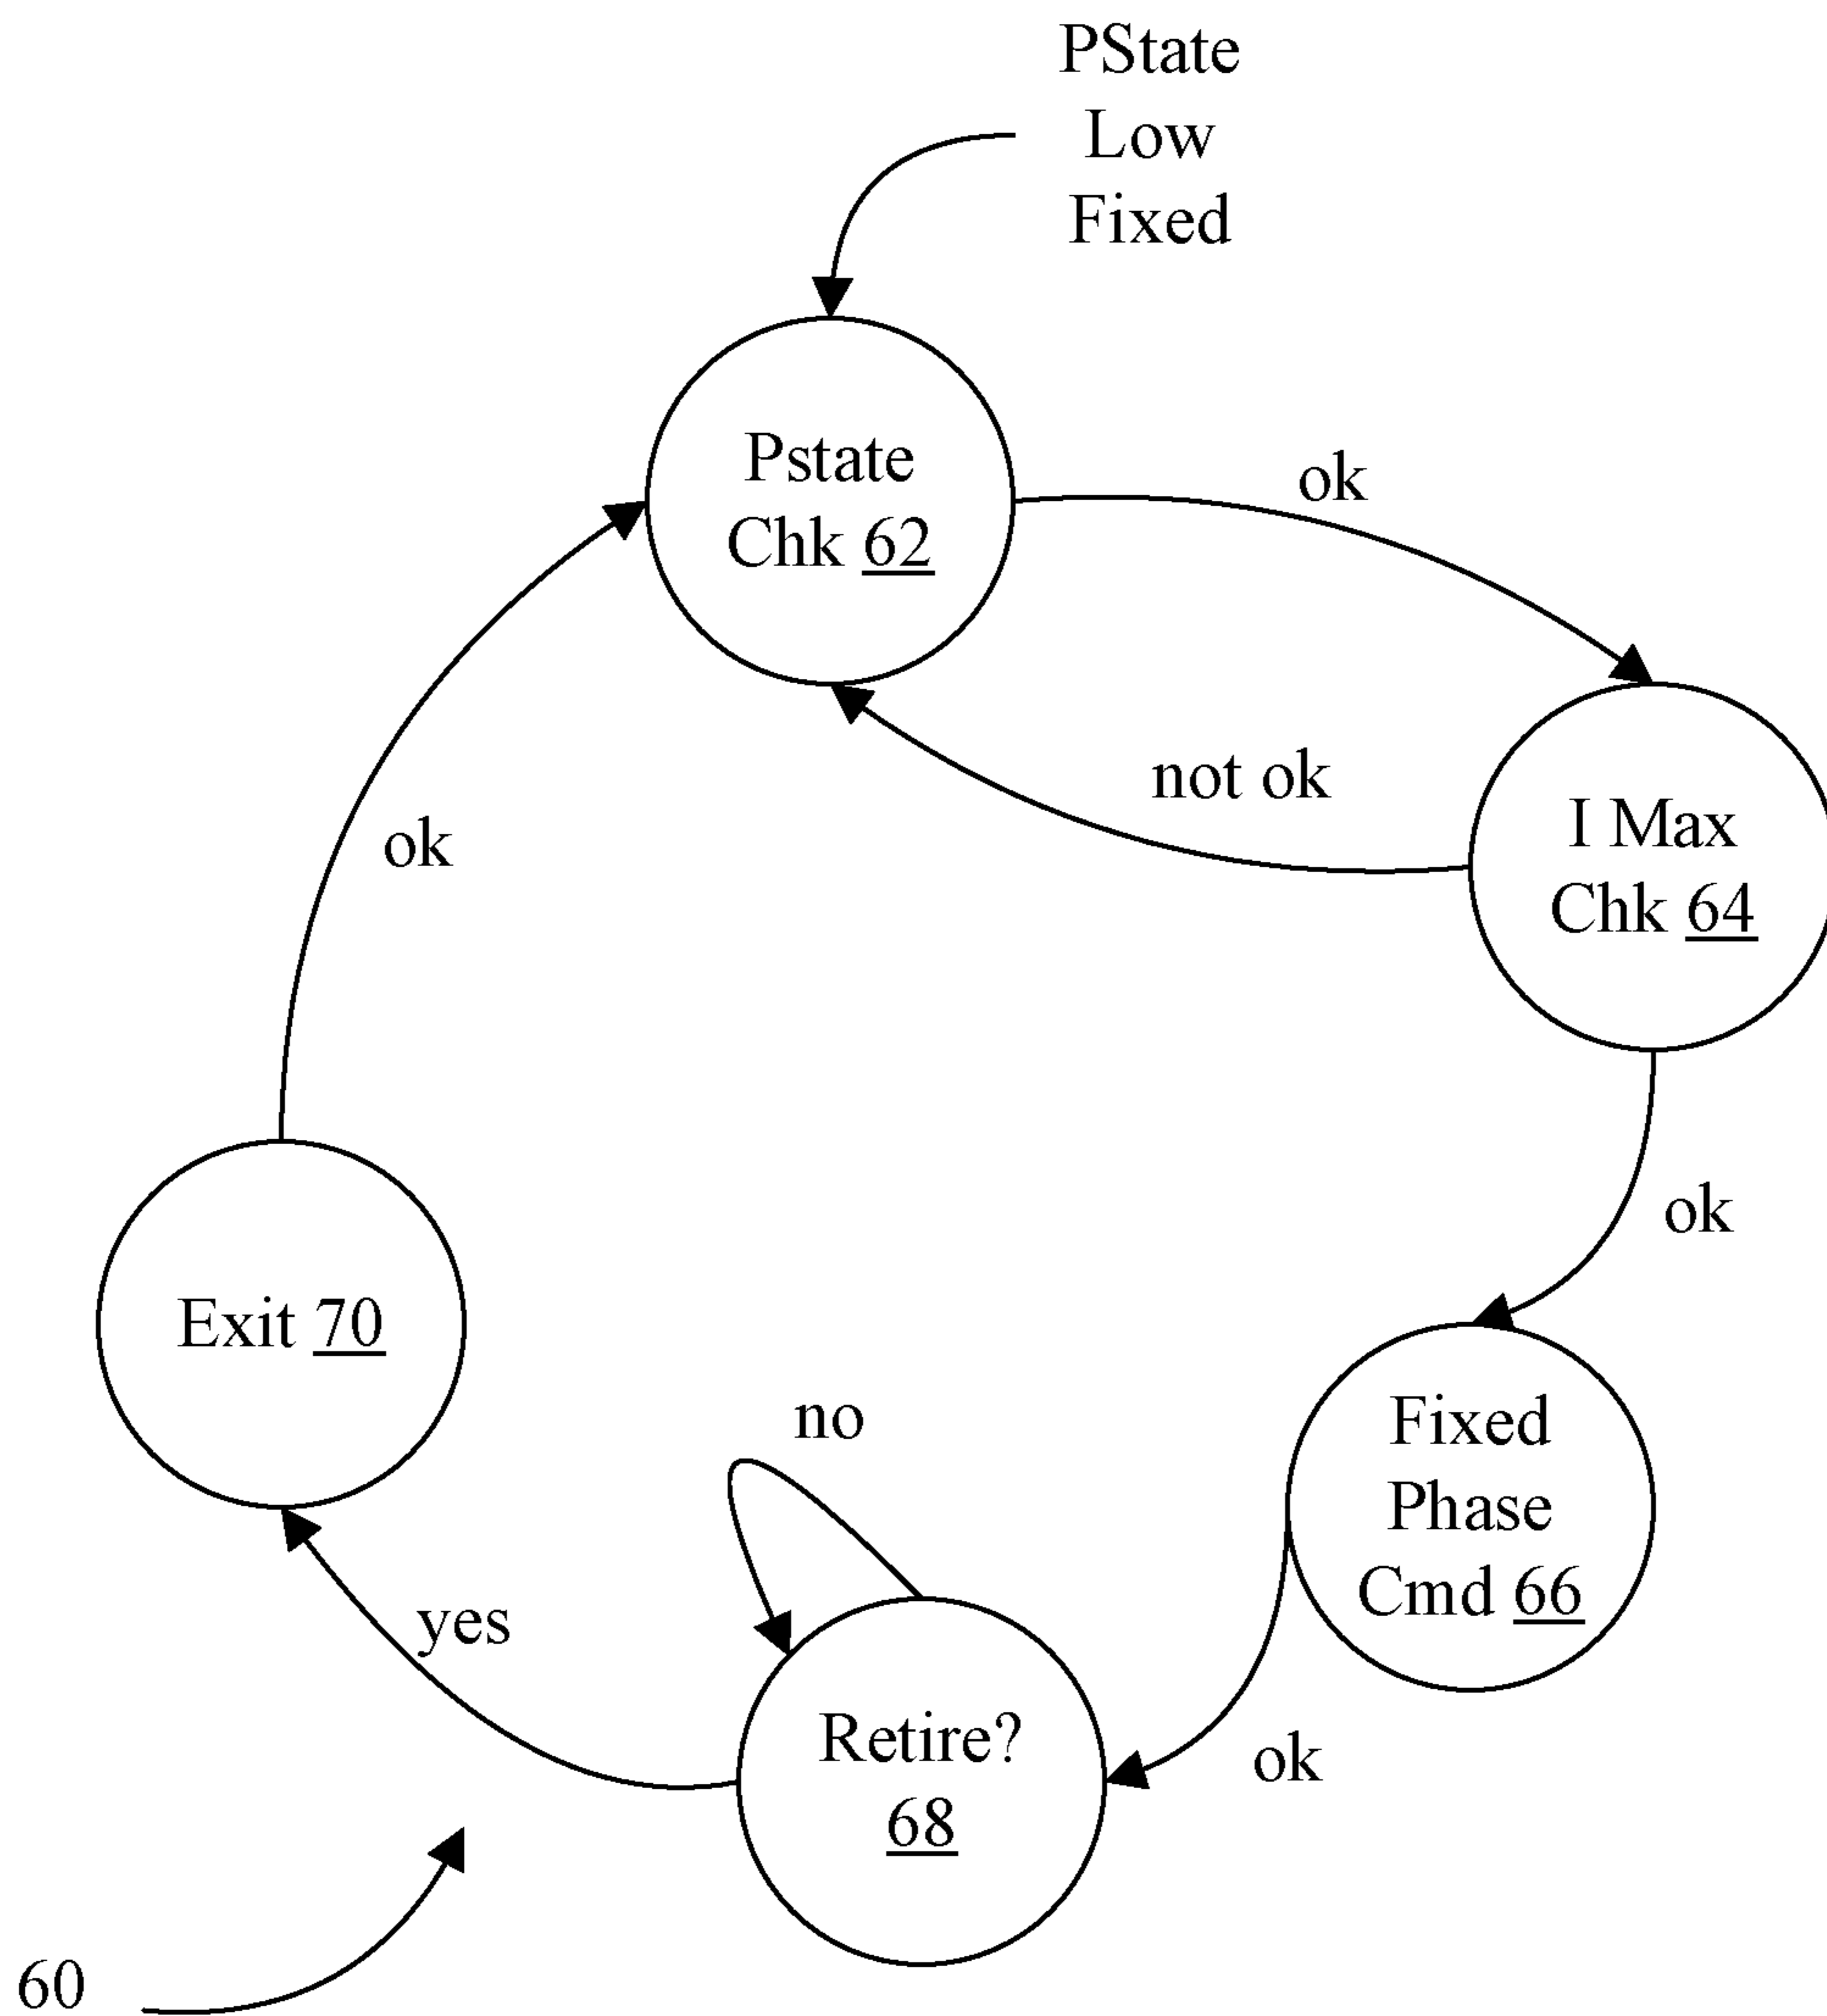 PState
Low
Fixed
Pstate
Chk 62
ok
not ok
I Max
Chk 64
ok
ok
Exit 70
no
Fixed
Phase
Cmd 66
yes
Retire?
68
ok
60